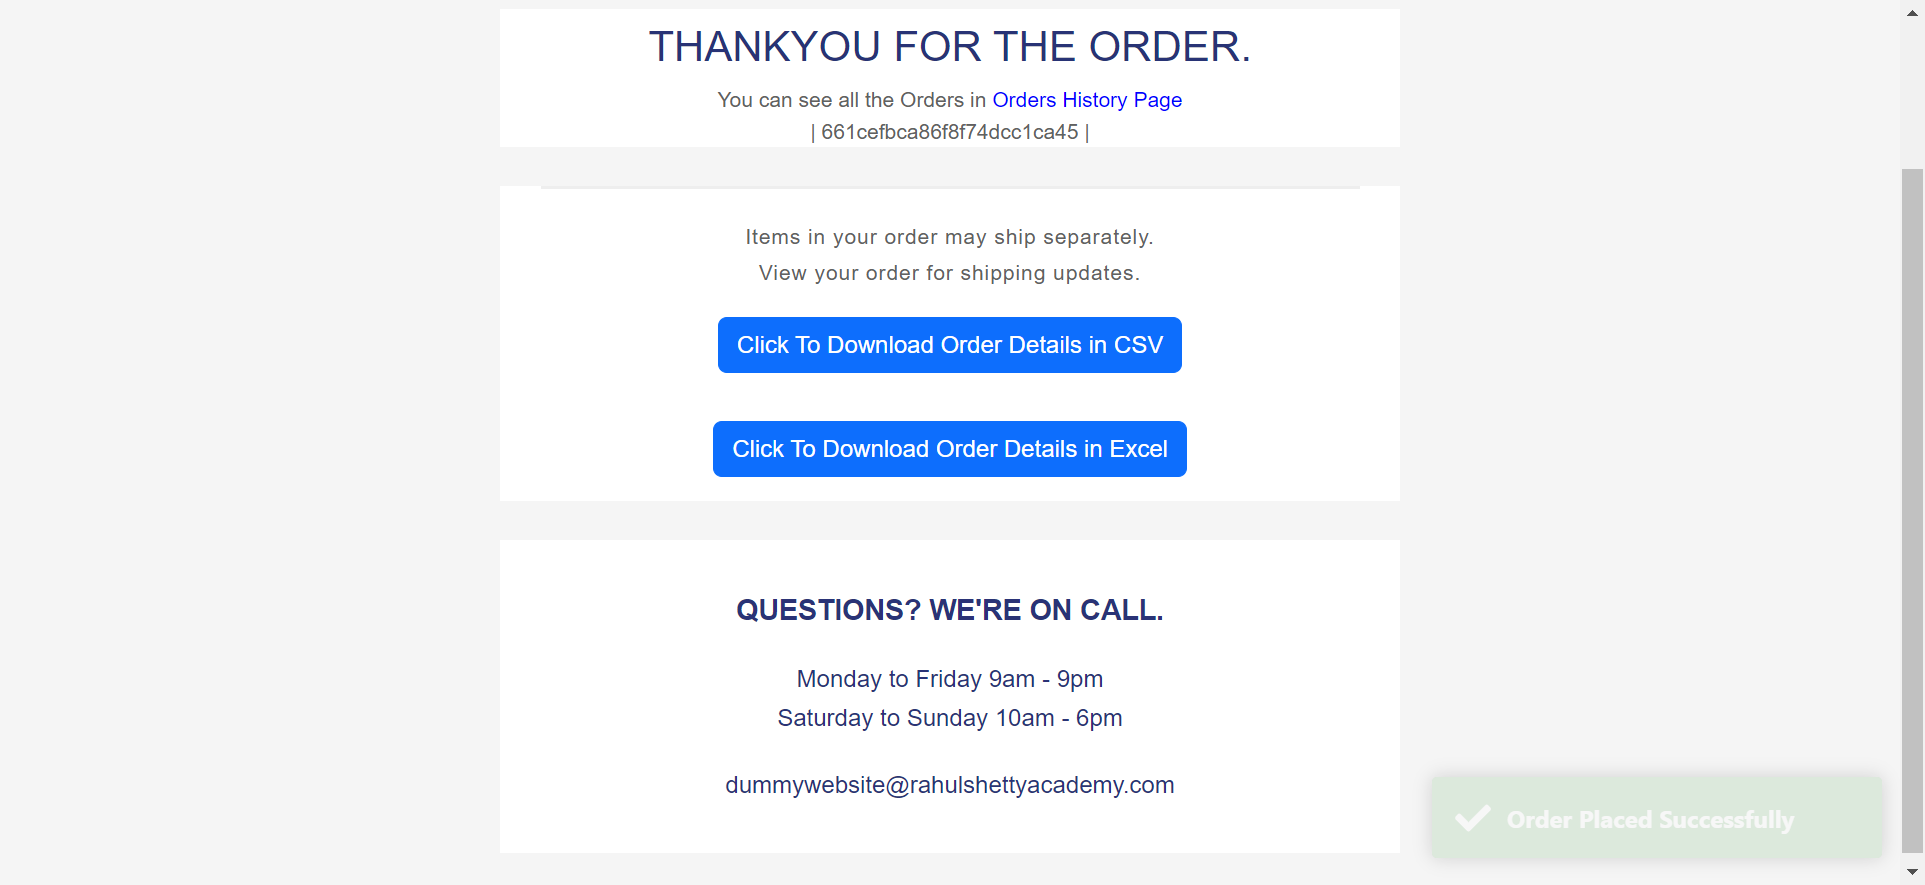 THANKYOU FOR THE ORDER.
You can see all the Orders in Orders History Page
| 661cefbca86f8f74dcc1ca45 |
Items in your order may ship separately.
View your order for shipping updates.
Click To Download Order Details in CSV
Click To Download Order Details in Excel
QUESTIONS? WE'RE ON CALL.
Monday to Friday 9am - 9pm
Saturday to Sunday 10am - 6pm
dummywebsite@rahulshettyacademy.com
Order Placed Successfully